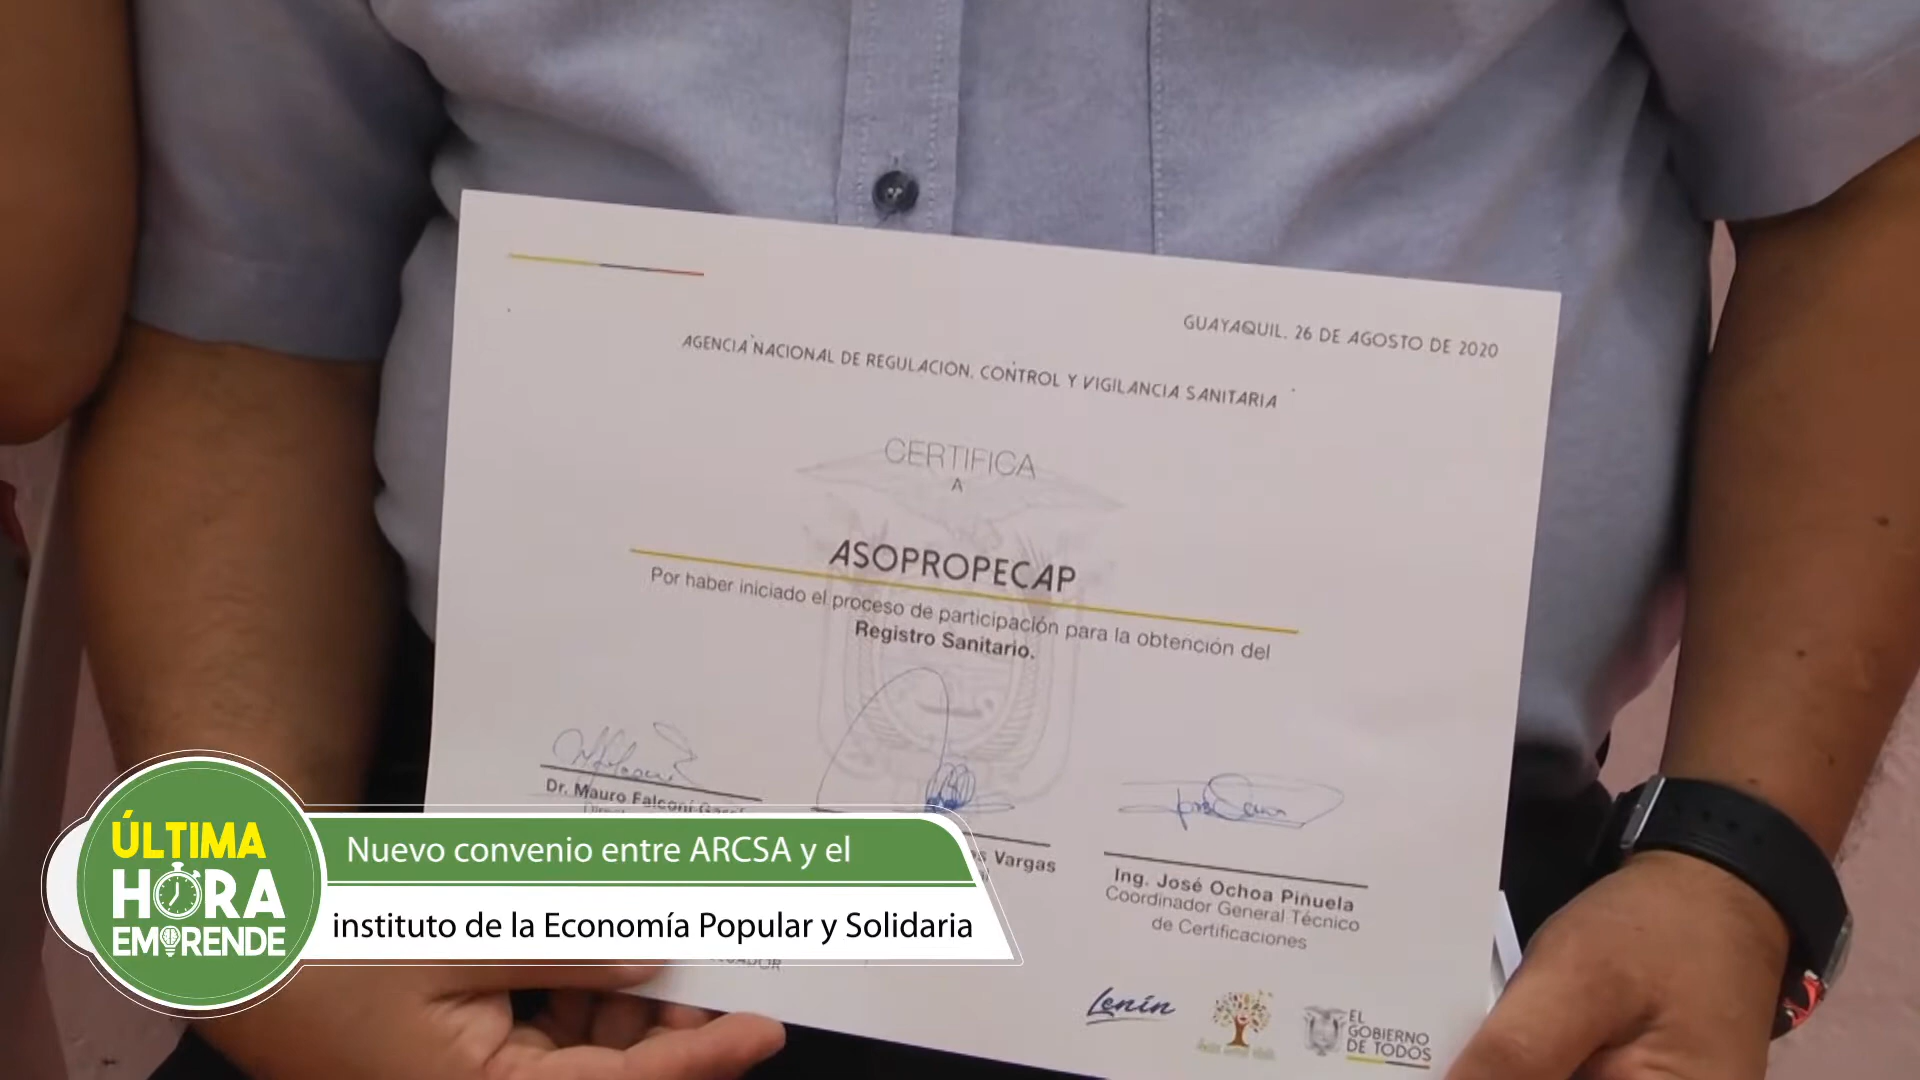 GUAYAQUIL, 26 DE AGOSTO DE 2020
AGENCIA NACIONAL DE REGULACIÓN, CONTROL Y VIGILANCIA SANITARIA
CERTIFICA
A
ASOPROPECAP
Por haber iniciado el proceso de participación para la obtención del
Registro Sanitario.
Dr. Mauro Falconí
Vargas
Ing. José Ochoa Piñuela
Coordinador General Técnico
de Certificaciones
Lenín
EL
GOBIERNO
DE TODOS
ÚLTIMA
HORA
EMPRENDE
Nuevo convenio entre ARCSA y el
instituto de la Economía Popular y Solidaria